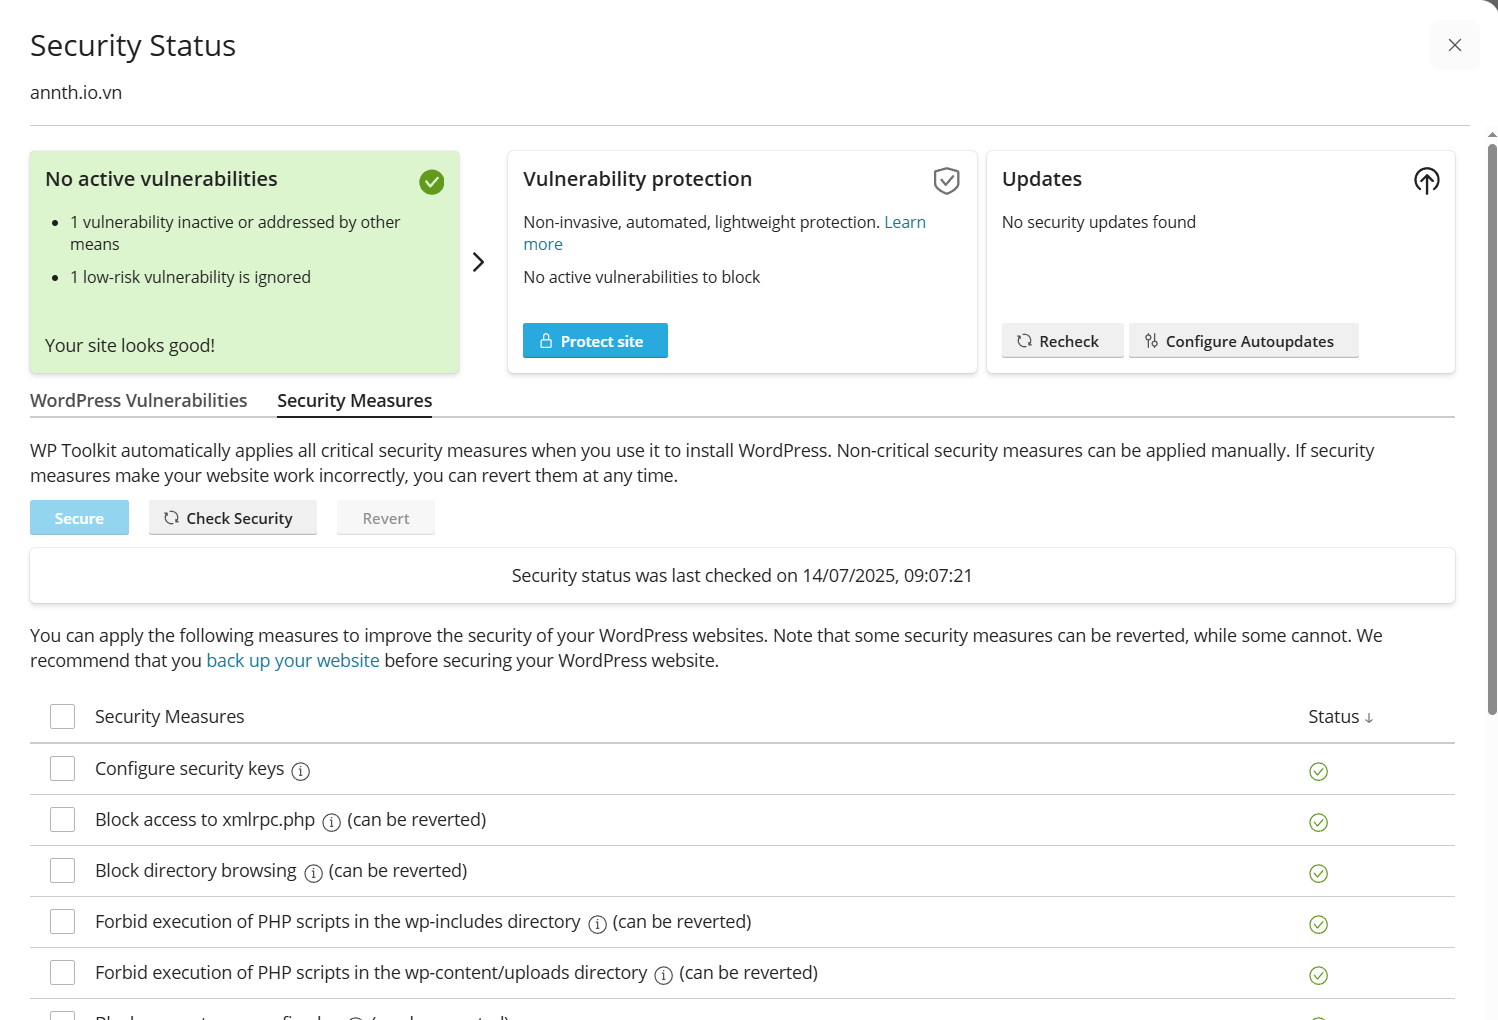 Security Status
annth.io.vn
No active vulnerabilities
1 vulnerability inactive or addressed by other
means
1 low-risk vulnerability is ignored
Your site looks good!
Vulnerability protection
Non-invasive, automated, lightweight protection. Learn
more
No active vulnerabilities to block
Protect site
Updates
No security updates found
Recheck
Configure Autoupdates
WordPress Vulnerabilities
Security Measures
WP Toolkit automatically applies all critical security measures when you use it to install WordPress. Non-critical security measures can be applied manually. If security
measures make your website work incorrectly, you can revert them at any time.
Secure
Check Security
Revert
Security status was last checked on 14/07/2025, 09:07:21
You can apply the following measures to improve the security of your WordPress websites. Note that some security measures can be reverted, while some cannot. We
recommend that you back up your website before securing your WordPress website.
Security Measures Status ↓
Configure security keys
Block access to xmlrpc.php (can be reverted)
Block directory browsing (can be reverted)
Forbid execution of PHP scripts in the wp-includes directory (can be reverted)
Forbid execution of PHP scripts in the wp-content/uploads directory (can be reverted)